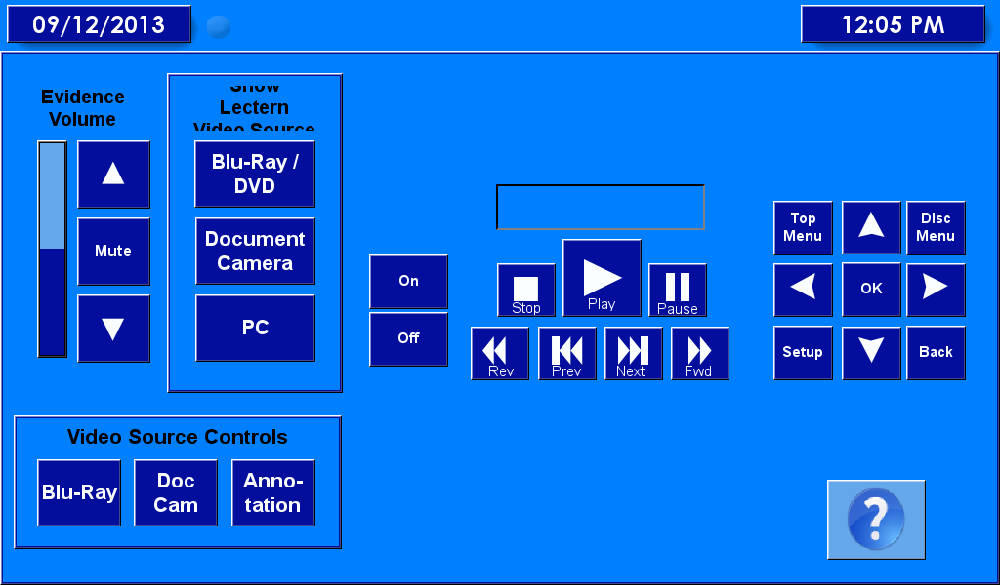 09/12/2013
12:05 PM
Evidence
Volume
Mute
Show
Lectern
Video Source
Blu-Ray /
DVD
Document
Camera
PC
On
Off
Stop
Play
Pause
Rev
Prev
Next
Fwd
Top
Menu
Disc
Menu
OK
Setup
Back
Video Source Controls
Blu-Ray
Doc
Cam
Anno-
tation
?